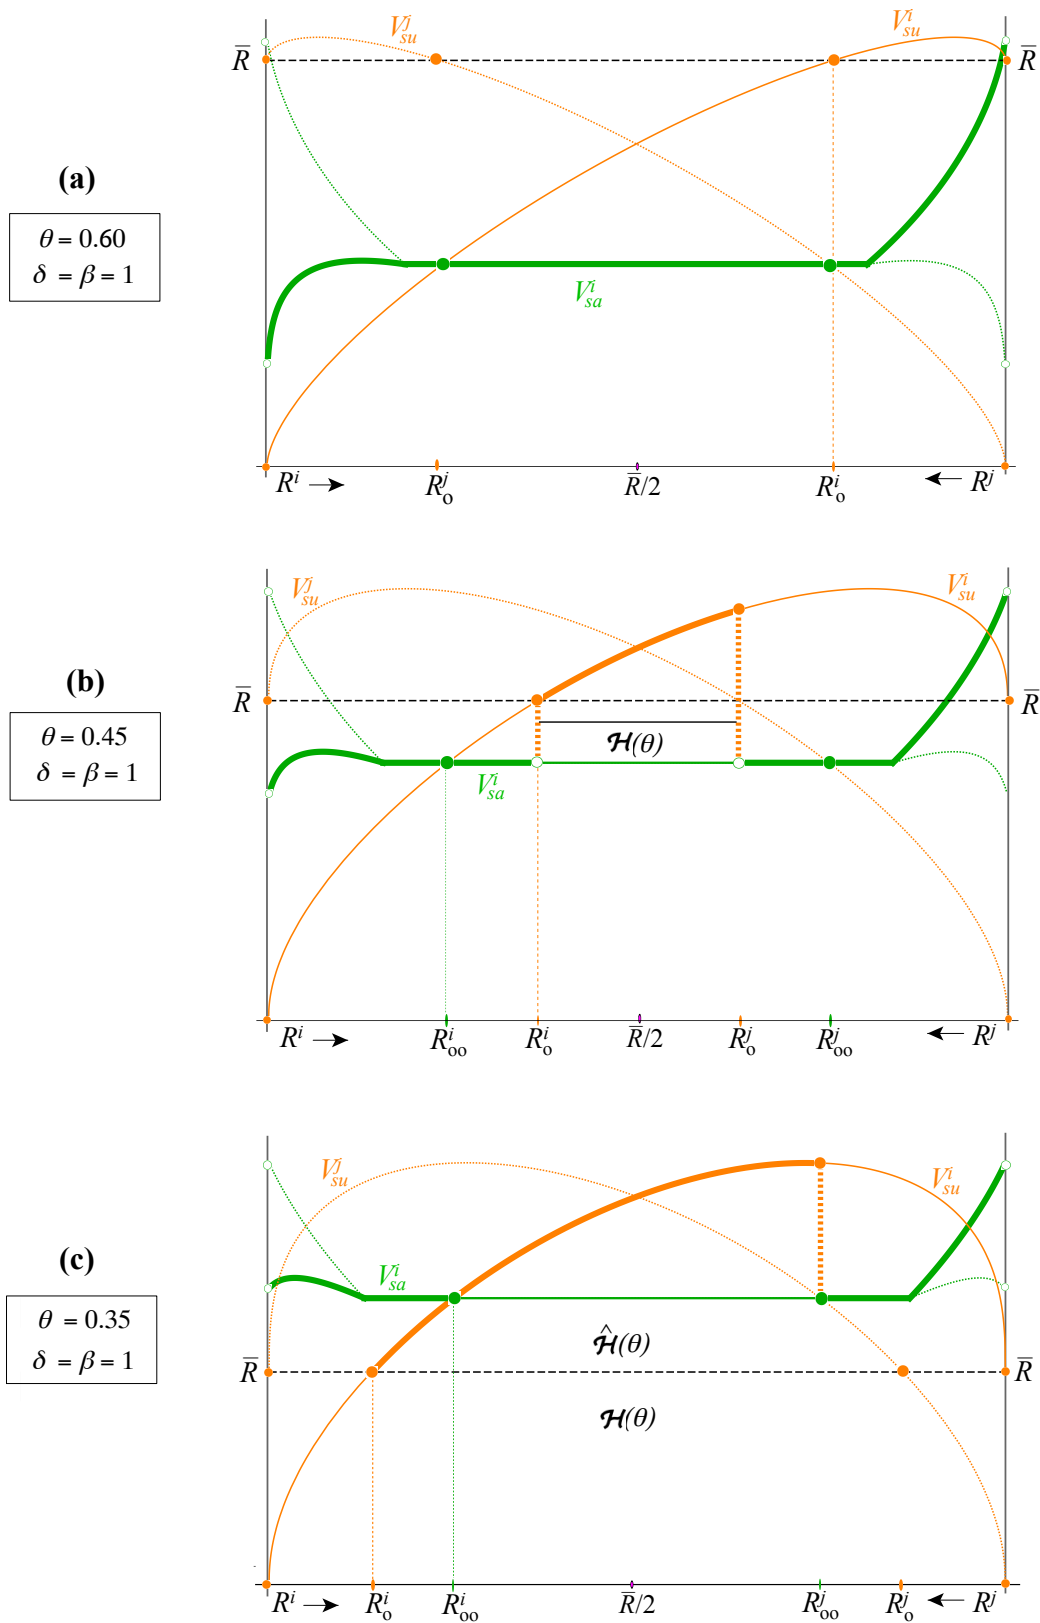 V^j_su V^i_su
R̅ R̅
(a)
θ = 0.60
δ = β = 1
V^i_sa
R^i → R^j_o R̅/2 R^i_o ← R^j
V^j_su V^i_su
(b)
R̅ R̅
θ = 0.45
δ = β = 1
𝓗(θ)
V^i_sa
R^i → R^i_oo R^i_o R̅/2 R^j_o R^j_oo ← R^j
V^j_su V^i_su
(c)
V^i_sa
θ = 0.35
δ = β = 1
𝓗̂(θ)
R̅ R̅
𝓗(θ)
R^i → R^i_o R^i_oo R̅/2 R^j_oo R^j_o ← R^j